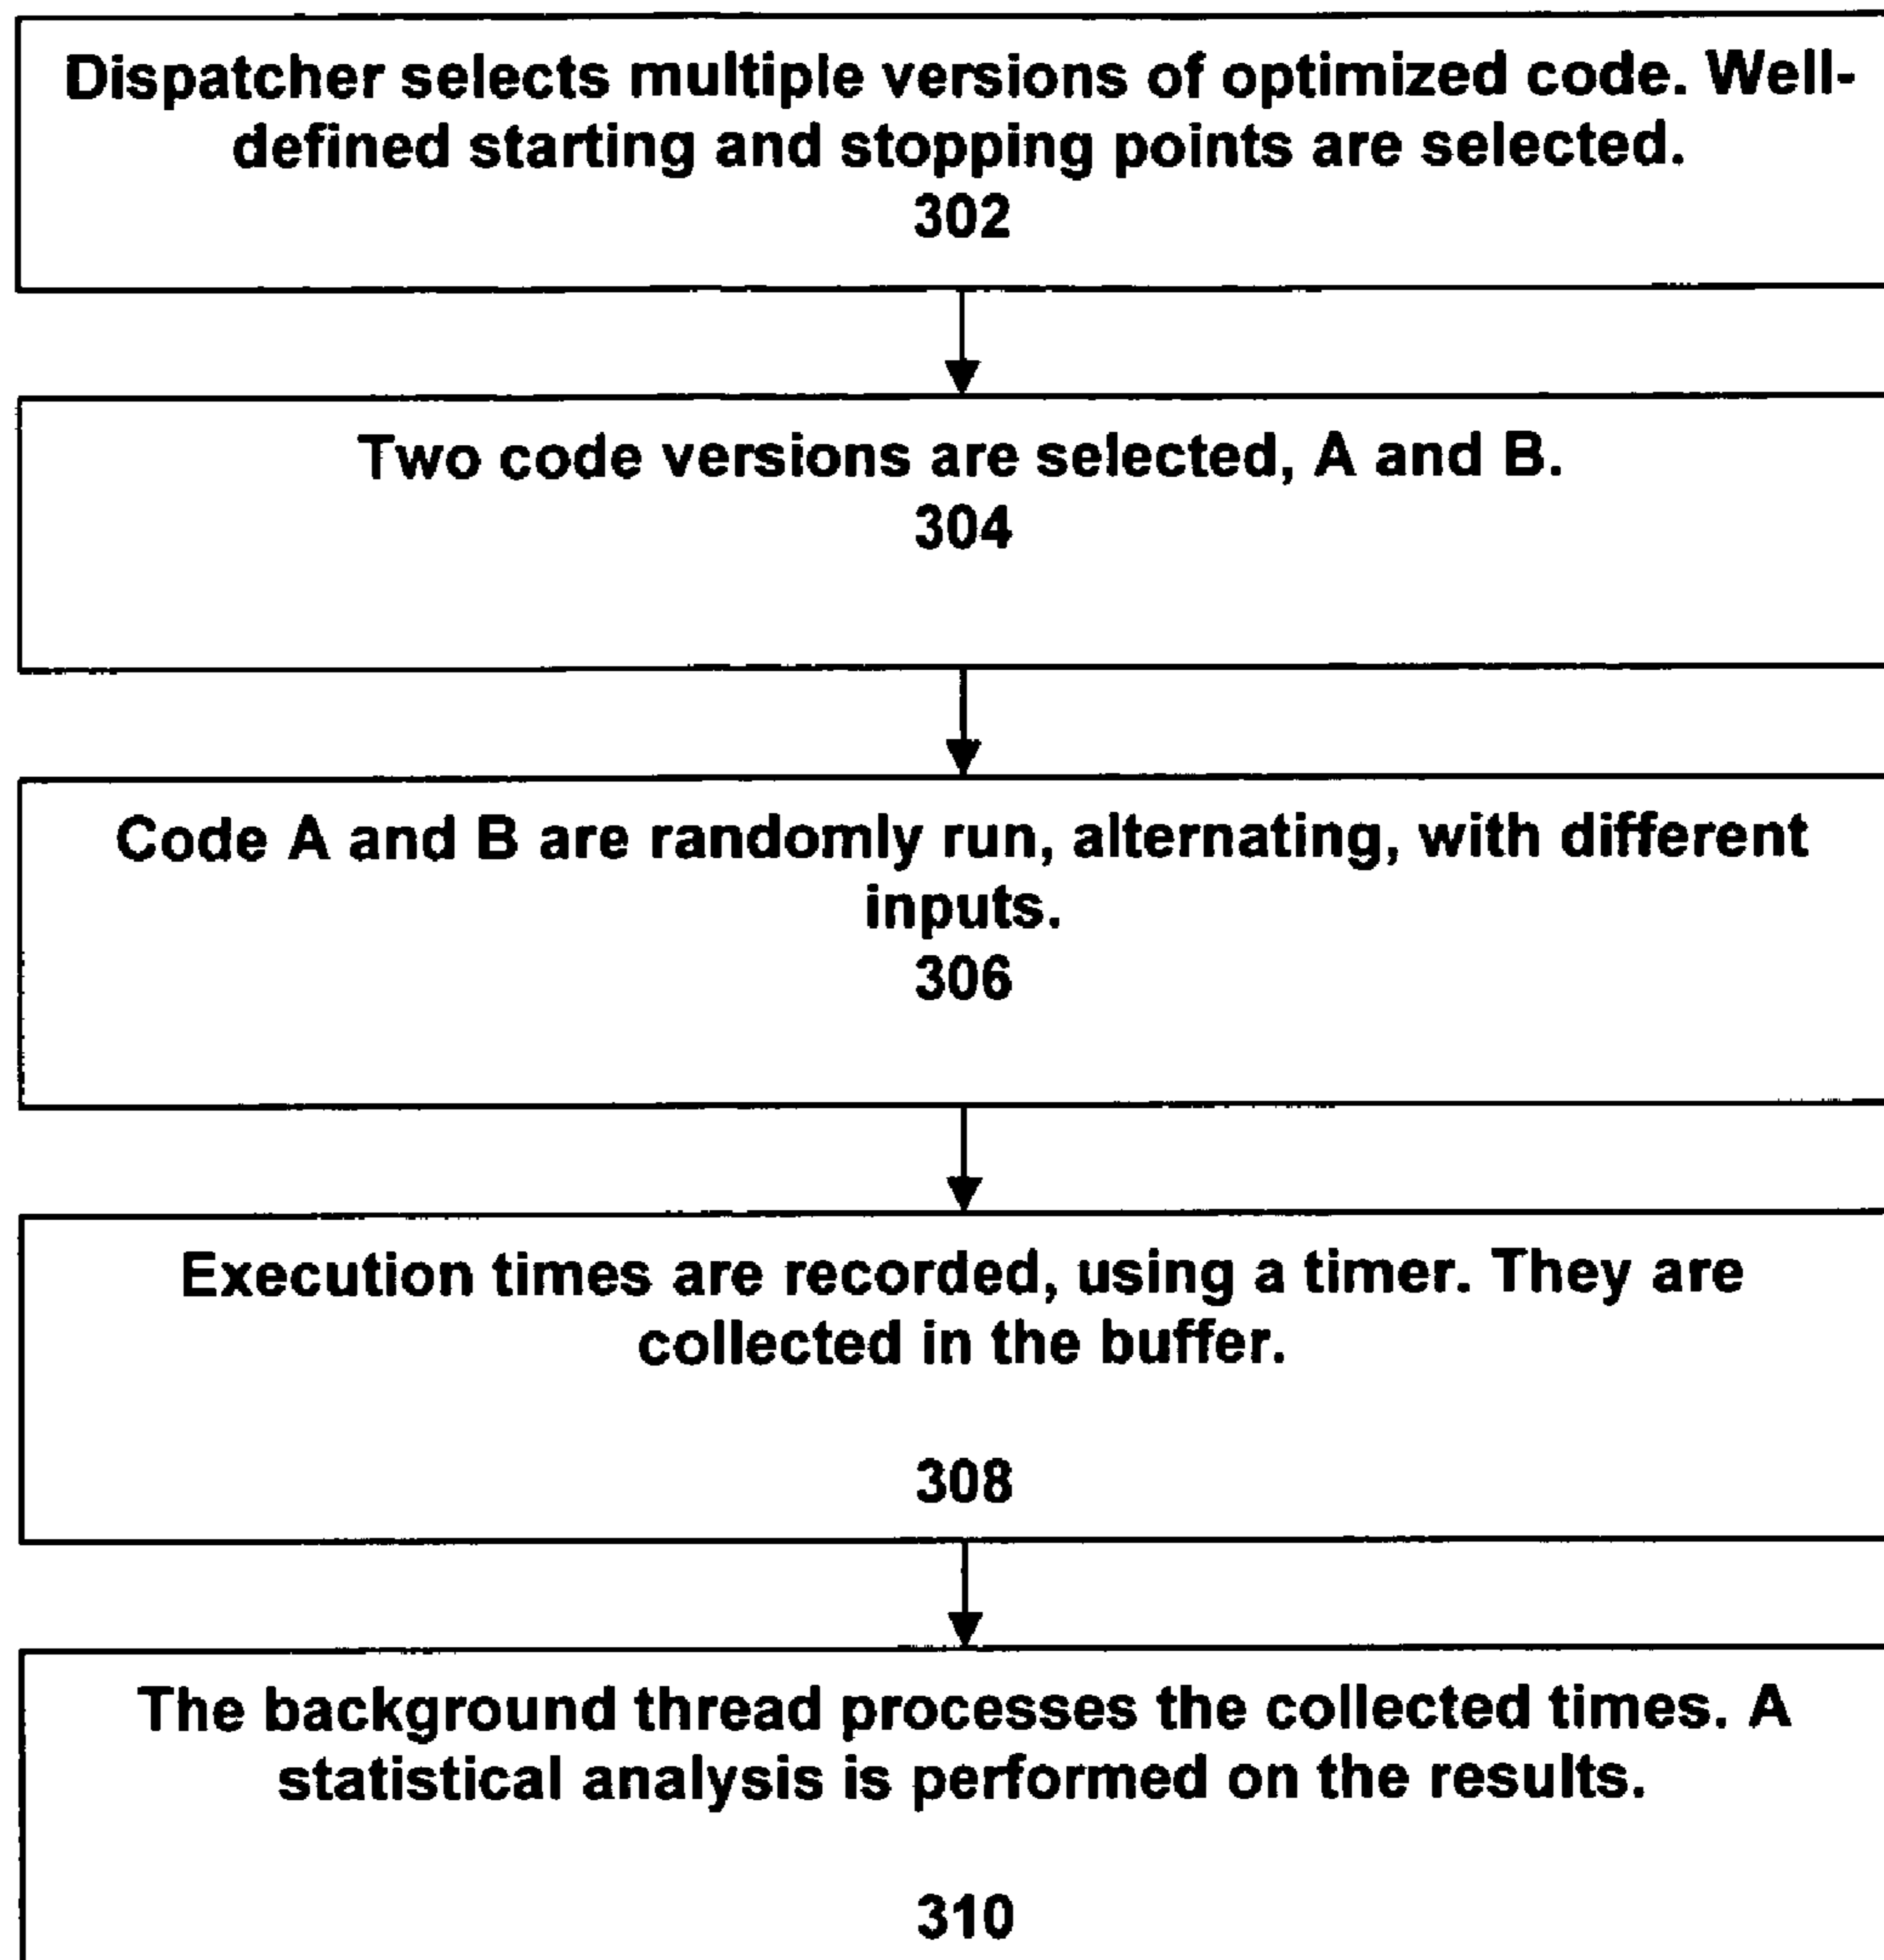 Dispatcher selects multiple versions of optimized code. Well-
defined starting and stopping points are selected.
302
Two code versions are selected, A and B.
304
Code A and B are randomly run, alternating, with different
inputs.
306
Execution times are recorded, using a timer. They are
collected in the buffer.
308
The background thread processes the collected times. A
statistical analysis is performed on the results.
310